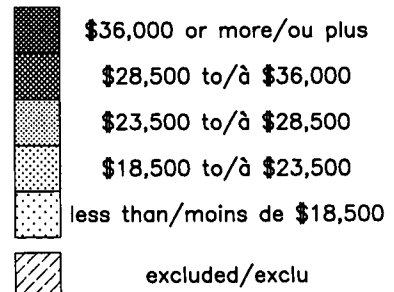 $36,000 or more/ou plus
$28,500 to/à $36,000
$23,500 to/à $28,500
$18,500 to/à $23,500
less than/moins de $18,500
excluded/exclu